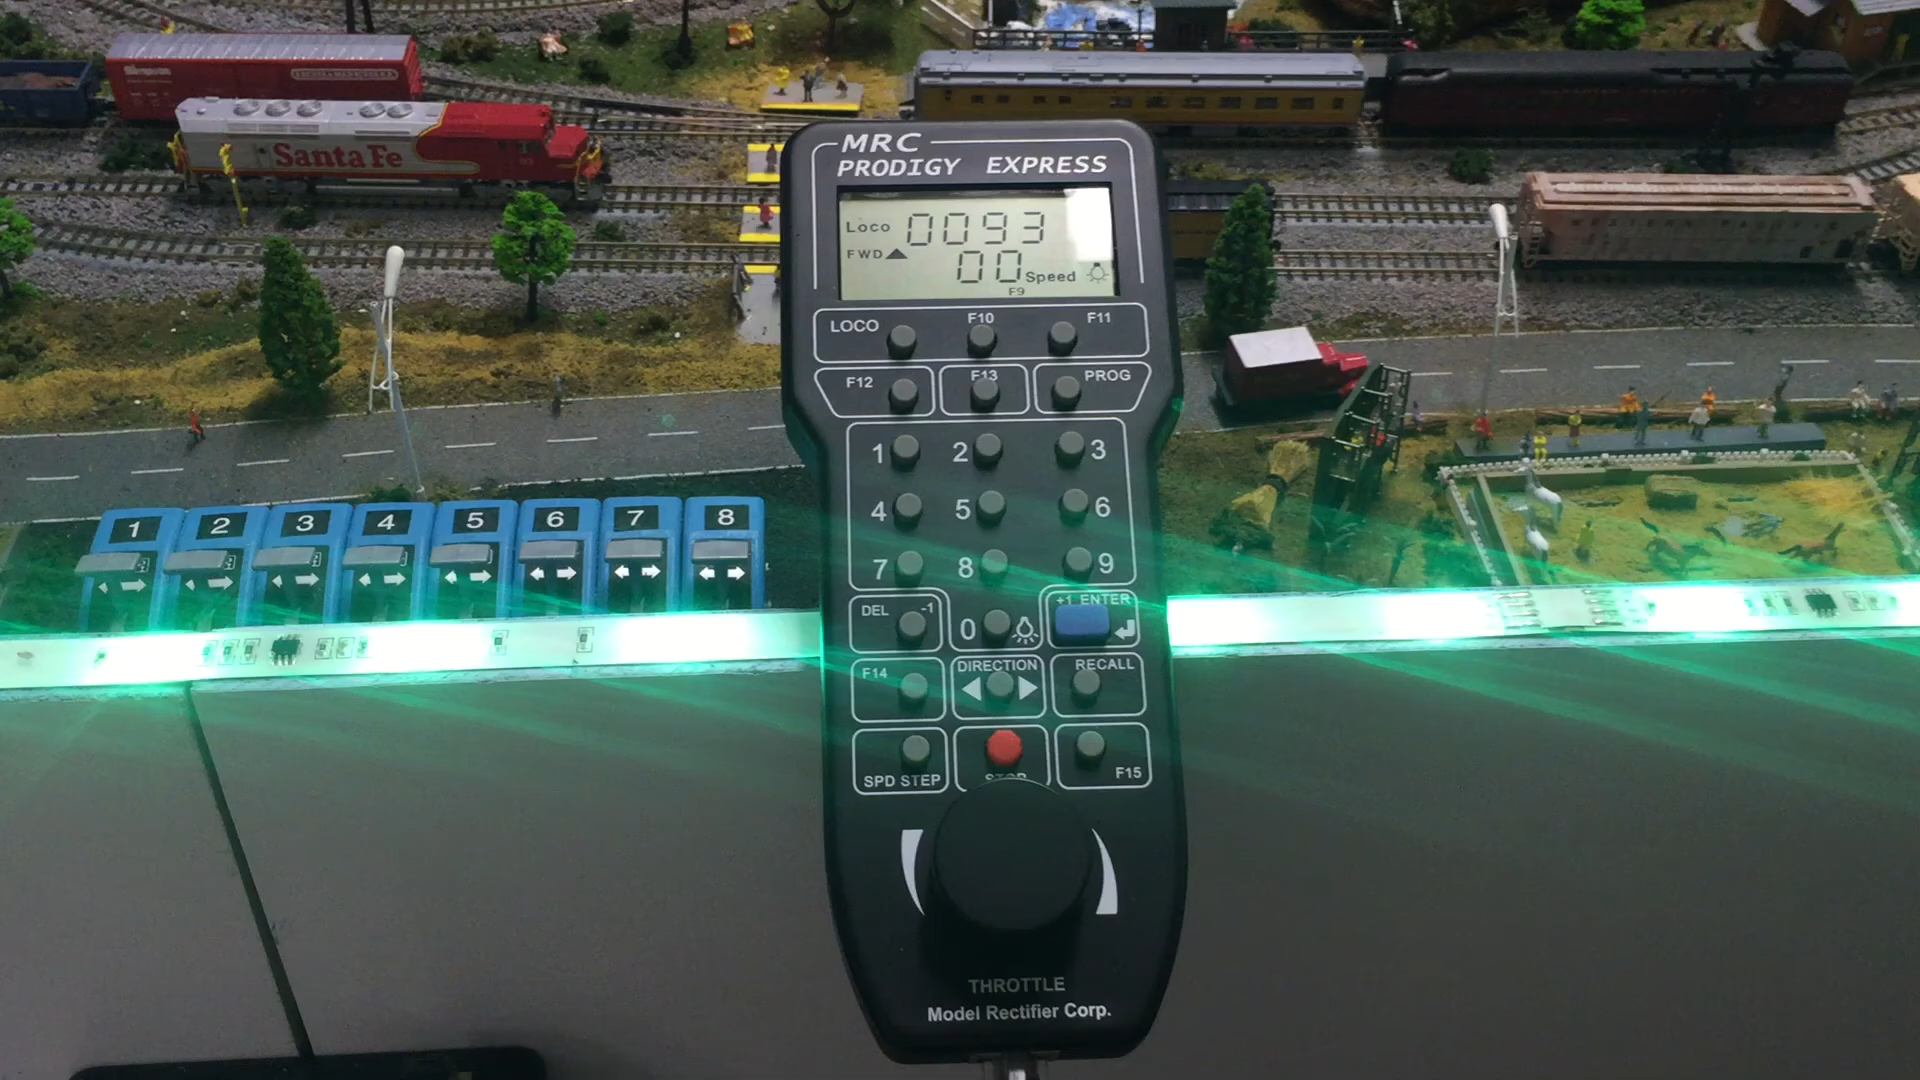 Santa Fe
93
MRC
PRODIGY EXPRESS
Loco 0093
FWD
00 Speed
F9
LOCO
F10
F11
F12
F13
PROG
1
2
3
4
5
6
7
8
9
DEL
-1
0
+1 ENTER
F14
DIRECTION
RECALL
SPD STEP
STOP
F15
THROTTLE
Model Rectifier Corp.
1
2
3
4
5
6
7
8